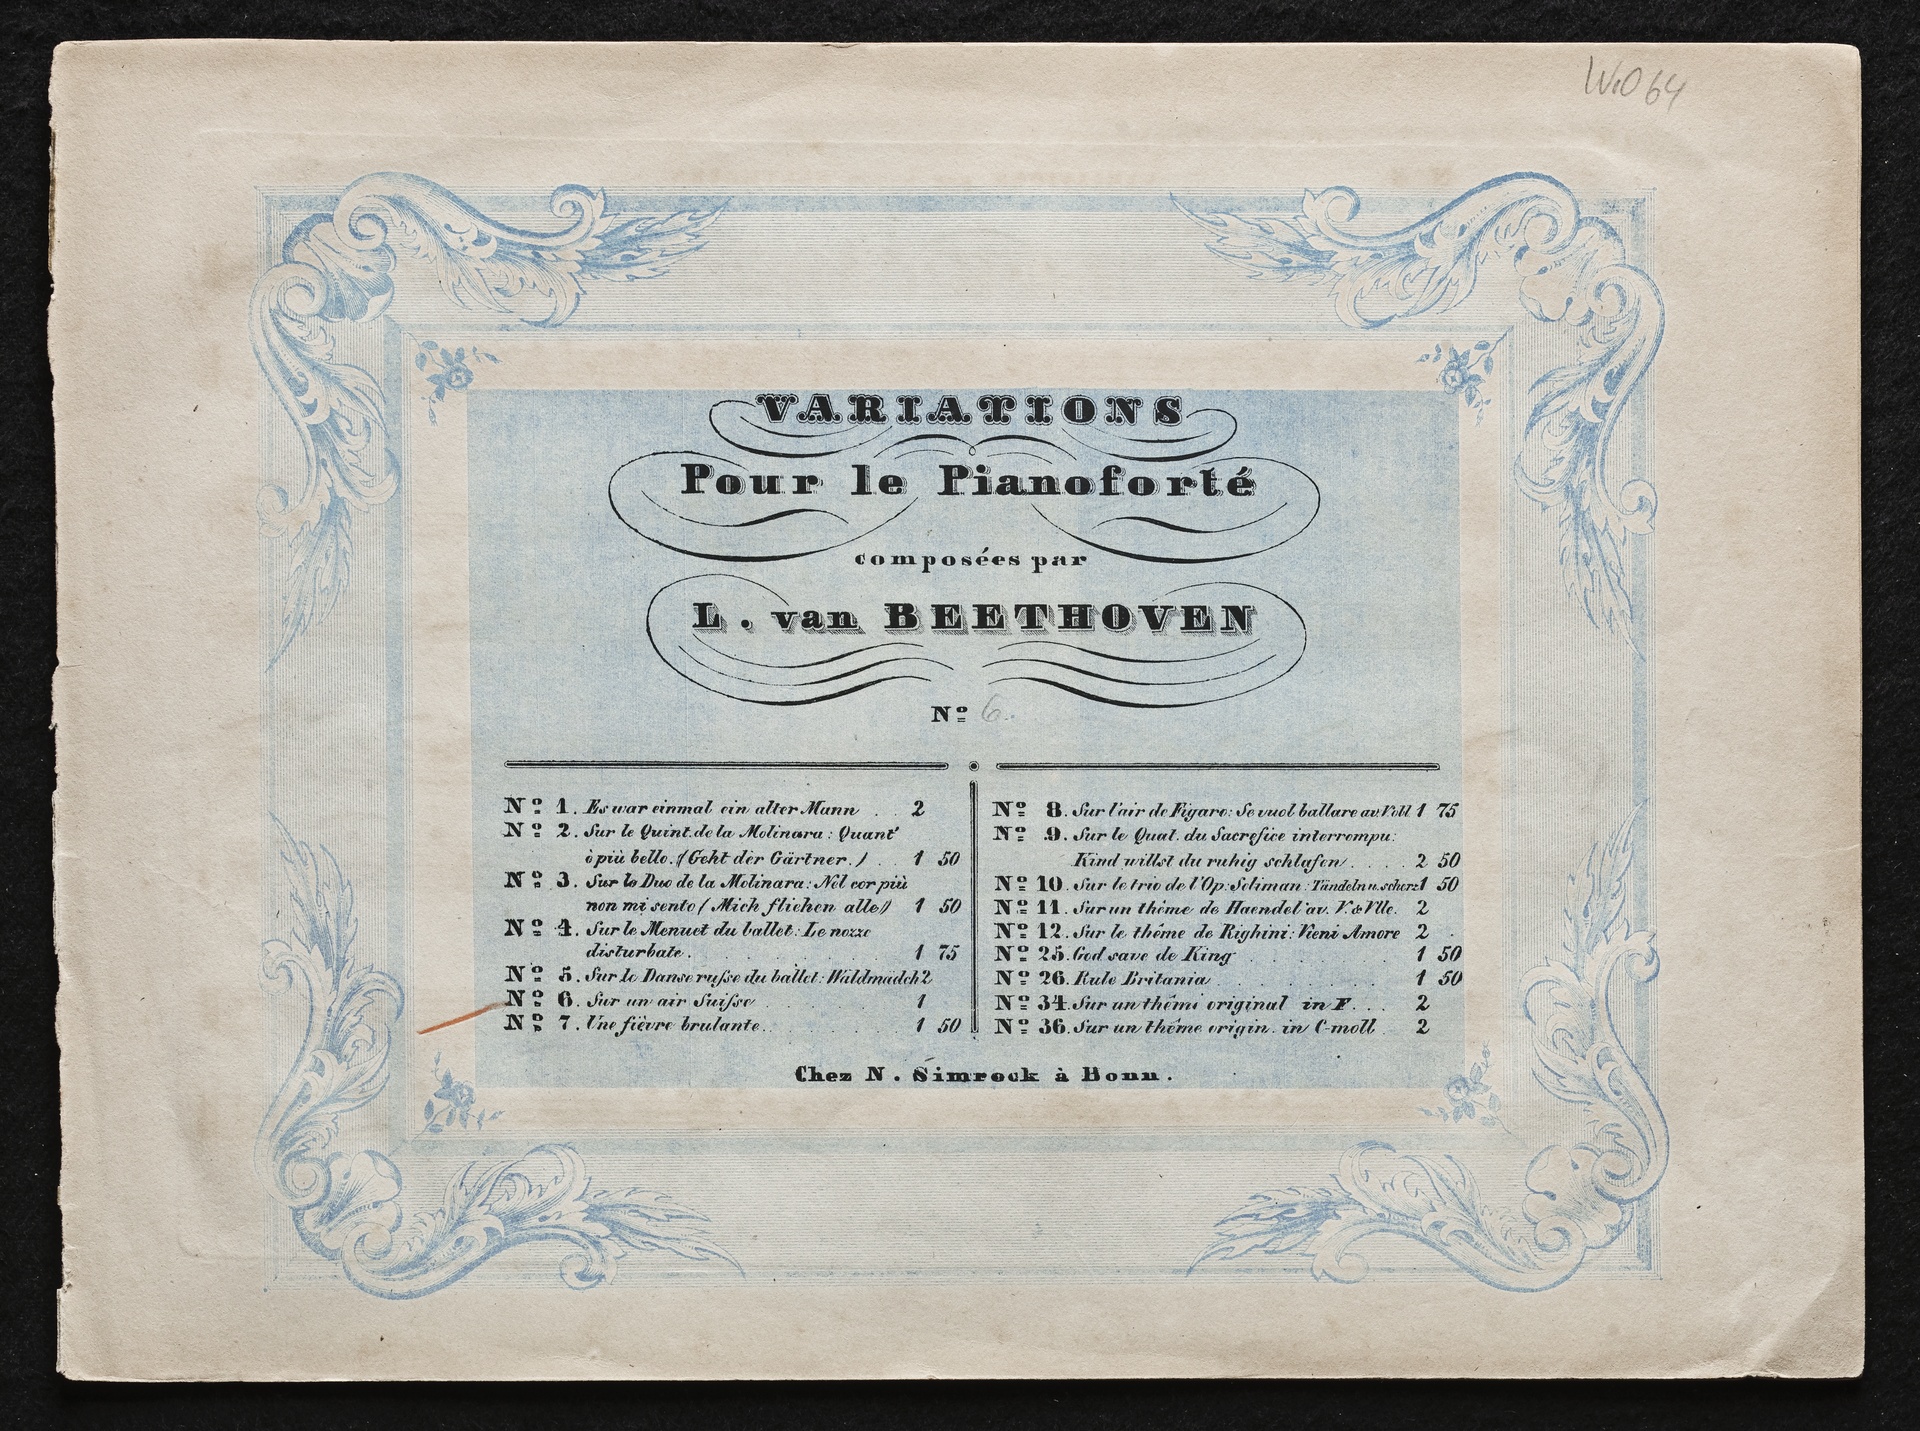 WoO 64
VARIATIONS
Pour le Pianoforté
composées par
L. van BEETHOVEN
Nº 6.
Nº 1. Es war einmal ein alter Mann . . 2
Nº 2. Sur le Quint. de la Molinara: Quant'
è più bello. (Geht der Gärtner.) . . 1 50
Nº 3. Sur le Duo de la Molinara: Nel cor più
non mi sento (Mich fliehen alle) 1 50
Nº 4. Sur le Menuet du ballet: Le nozze
disturbate . . . . . . 1 75
Nº 5. Sur le Danse rufse du ballet: Waldmädch 2
Nº 6. Sur un air Suifse . . . . . 1
Nº 7. Une fièvre brulante . . . . . 1 50
Nº 8. Sur l'air de Figaro: Se vuol ballare av. Voll 1 75
Nº 9. Sur le Quat. du Sacrefice interrompu:
Kind willst du ruhig schlafen . . . . 2 50
Nº 10. Sur le trio de l'Op: Soliman: Tändeln u. scherz 1 50
Nº 11. Sur un thême de Haendel av. V. & Vlle. 2
Nº 12. Sur le thême de Righini: Vieni Amore 2
Nº 25. God save de King . . . . . 1 50
Nº 26. Rule Britania . . . . . . 1 50
Nº 34. Sur un thêmi original in F . . . 2
Nº 36. Sur un thême origin. in C-moll . 2
Chez N. Simrock à Bonn.